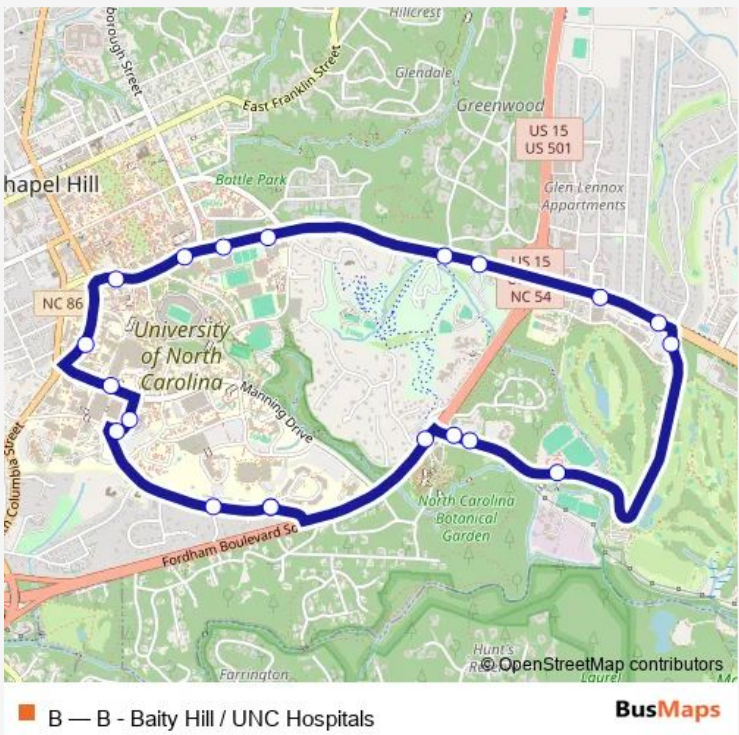 Hillcrest
borough Street
Glendale
East Franklin Street
Greenwood
US 15
US 501
hapel Hill
Battle Park
Glen Lennox
Apartments
US 15
NC 54
NC 86
University
of North
Carolina
Manning Drive
Columbia Street
North Carolina
Botanical
Garden
Fordham Boulevard So
Hunt's
Farrington
Laurel
© OpenStreetMap contributors
B — B - Baity Hill / UNC Hospitals
BusMaps